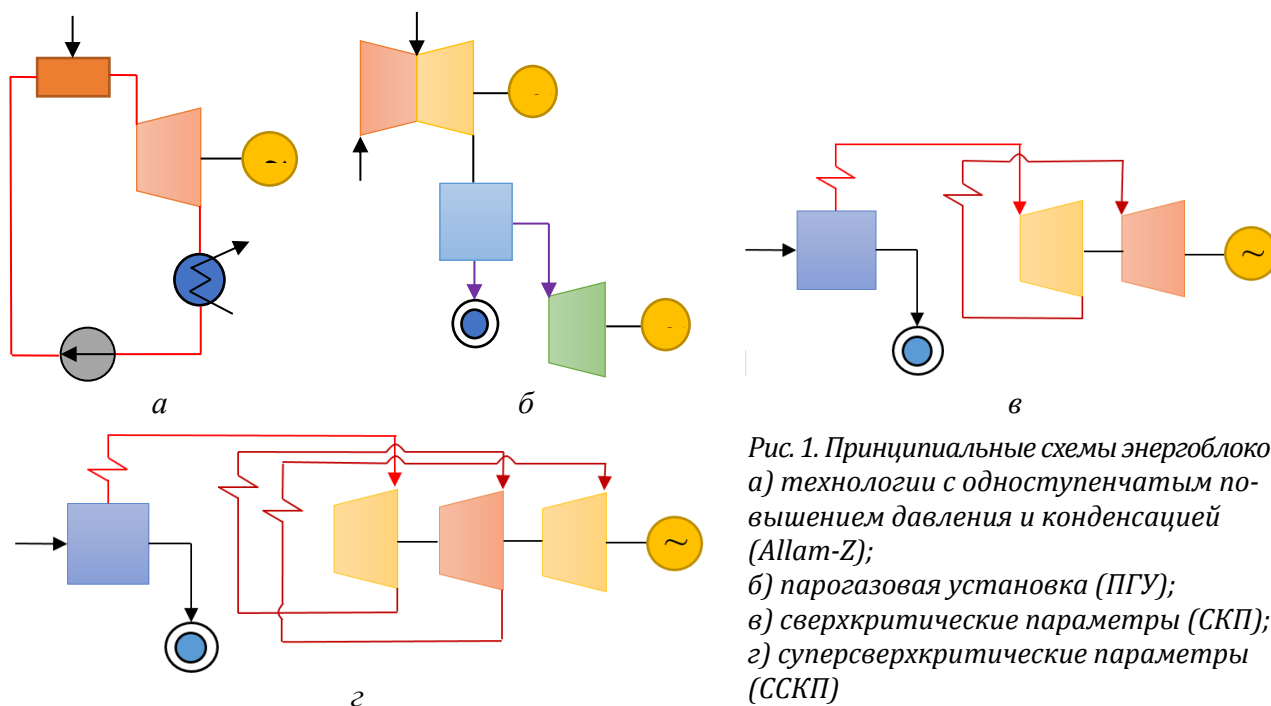 ~
~
а
б
~
в
~
г
Рис. 1. Принципиальные схемы энергоблоко
а) технологии с одноступенчатым по-
вышением давления и конденсацией
(Allam-Z);
б) парогазовая установка (ПГУ);
в) сверхкритические параметры (СКП);
г) суперсверхкритические параметры
(ССКП)